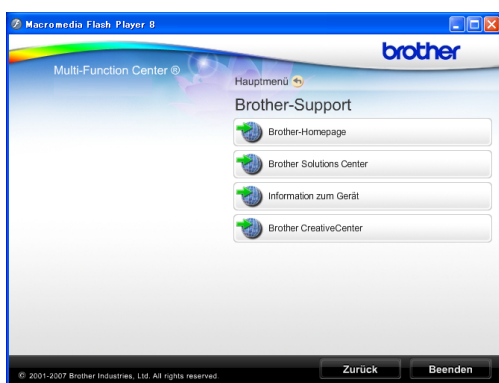 Macromedia Flash Player 8
brother
Multi-Function Center ®
Hauptmenü
Brother-Support
Brother-Homepage
Brother Solutions Center
Information zum Gerät
Brother CreativeCenter
© 2001-2007 Brother Industries, Ltd. All rights reserved.
Zurück
Beenden